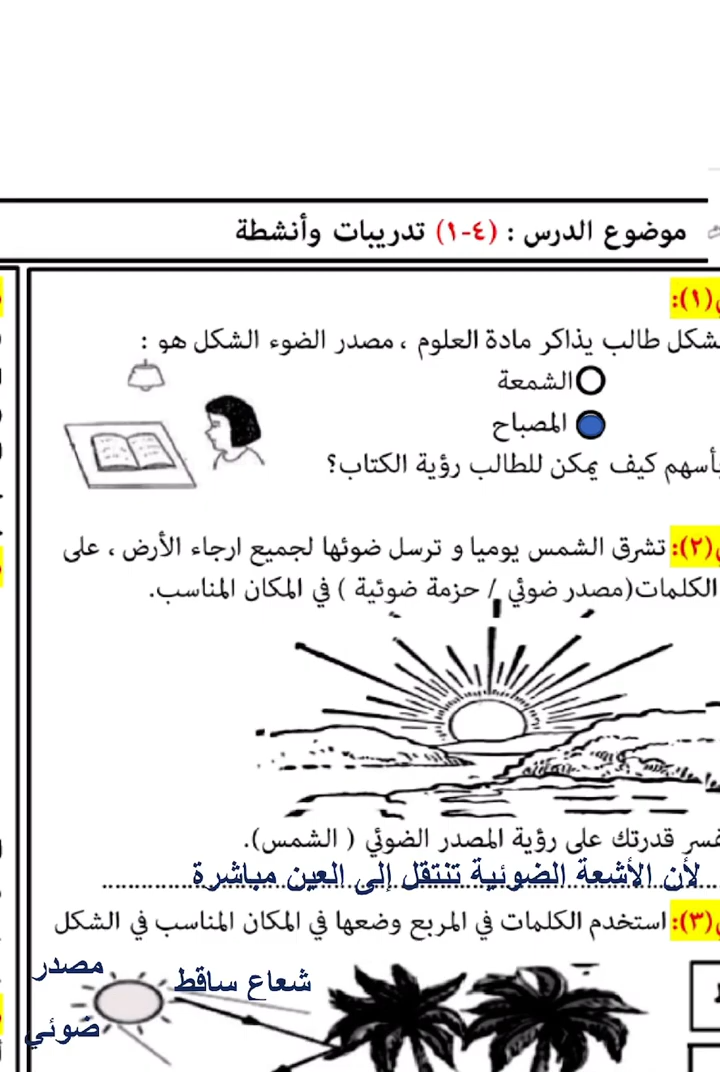 موضوع الدرس : (٤-١) تدريبات وأنشطة
(١):
شكل طالب يذاكر مادة العلوم ، مصدر الضوء الشكل هو :
الشمعة
المصباح
بأسهم كيف يمكن للطالب رؤية الكتاب؟
(٢): تشرق الشمس يوميا و ترسل ضوئها لجميع ارجاء الأرض ، على
الكلمات(مصدر ضوئي / حزمة ضوئية ) في المكان المناسب.
فسر قدرتك على رؤية المصدر الضوئي ( الشمس).
لأن الأشعة الضوئية تنتقل إلى العين مباشرة
(٣): استخدم الكلمات في المربع وضعها في المكان المناسب في الشكل
شعاع ساقط
مصدر
ضوئي